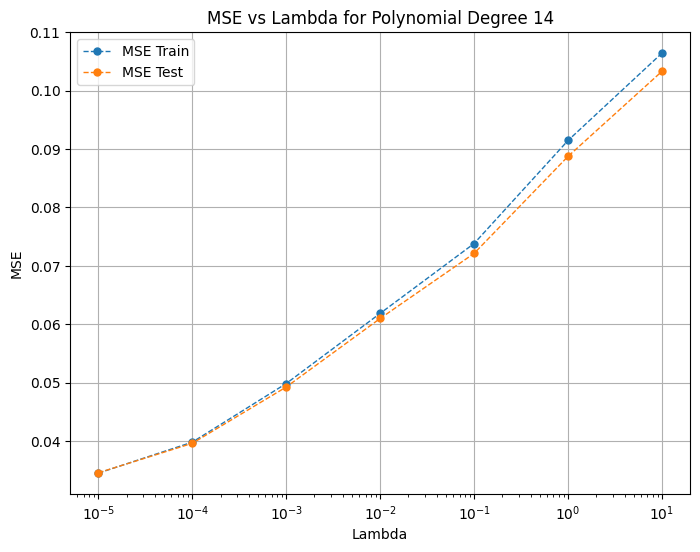 MSE vs Lambda for Polynomial Degree 14
MSE Train
MSE Test
0.11
0.10
0.09
0.08
0.07
0.06
0.05
0.04
MSE
10⁻⁵ 10⁻⁴ 10⁻³ 10⁻² 10⁻¹ 10⁰ 10¹
Lambda